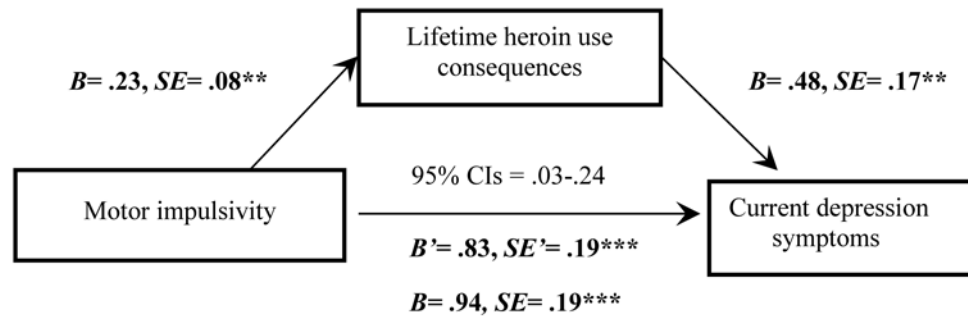 Lifetime heroin use
consequences
B= .23, SE= .08**
B= .48, SE= .17**
Motor impulsivity
95% CIs = .03-.24
Current depression
symptoms
B’= .83, SE’= .19***
B= .94, SE= .19***